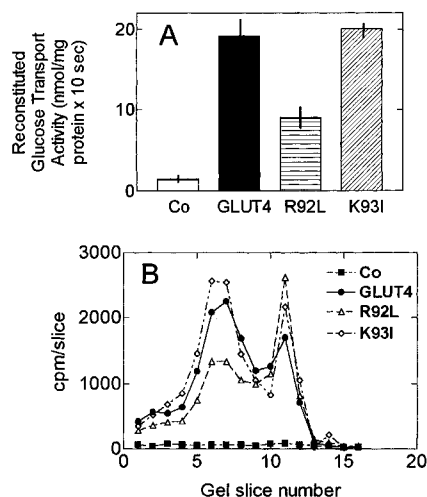 A
Reconstituted
Glucose Transport
Activity (nmol/mg
protein x 10 sec)
20
10
0
Co GLUT4 R92L K93I
B
Co
GLUT4
R92L
K93I
cpm/slice
3000
2000
1000
0
0 5 10 15 20
Gel slice number